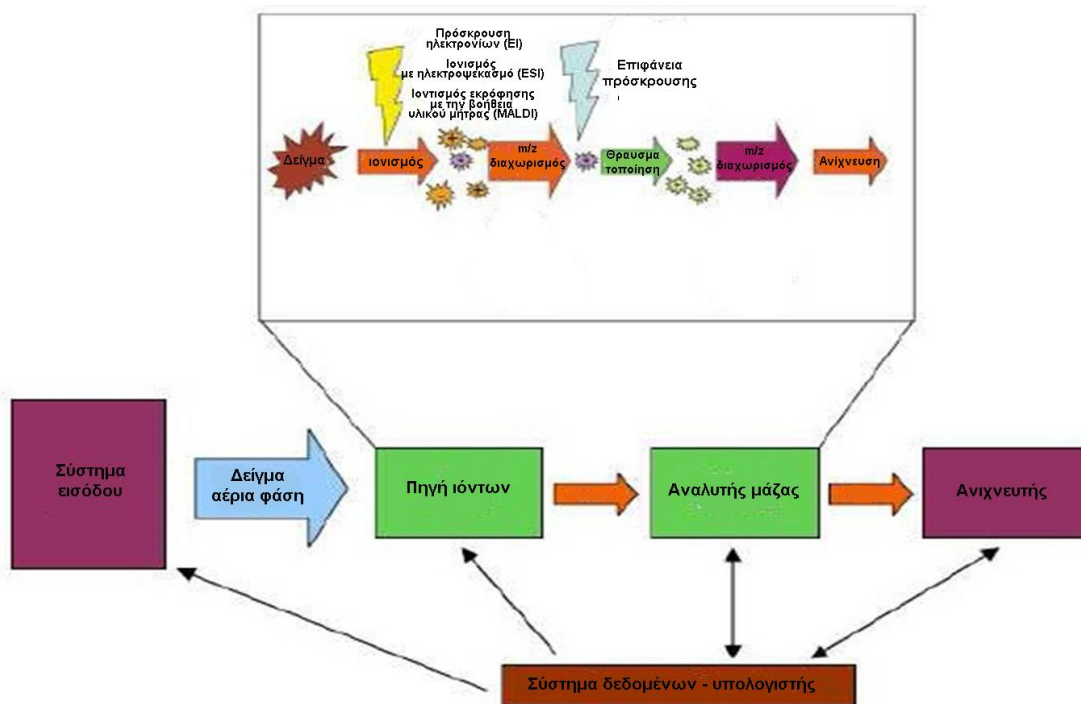 Πρόσκρουση
ηλεκτρονίων (EI)
Ιονισμός
με ηλεκτροψεκασμό (ESI)
Ιοντισμός εκρόφησης
με την βοήθεια
υλικού μήτρας (MALDI)
Επιφάνεια
πρόσκρουσης
Δείγμα
ιονισμός
m/z
διαχωρισμός
Θραυσμα
τοποίηση
m/z
διαχωρισμός
Ανίχνευση
Σύστημα
εισόδου
Δείγμα
αέρια φάση
Πηγή ιόντων
Αναλυτής μάζας
Ανιχνευτής
Σύστημα δεδομένων - υπολογιστής